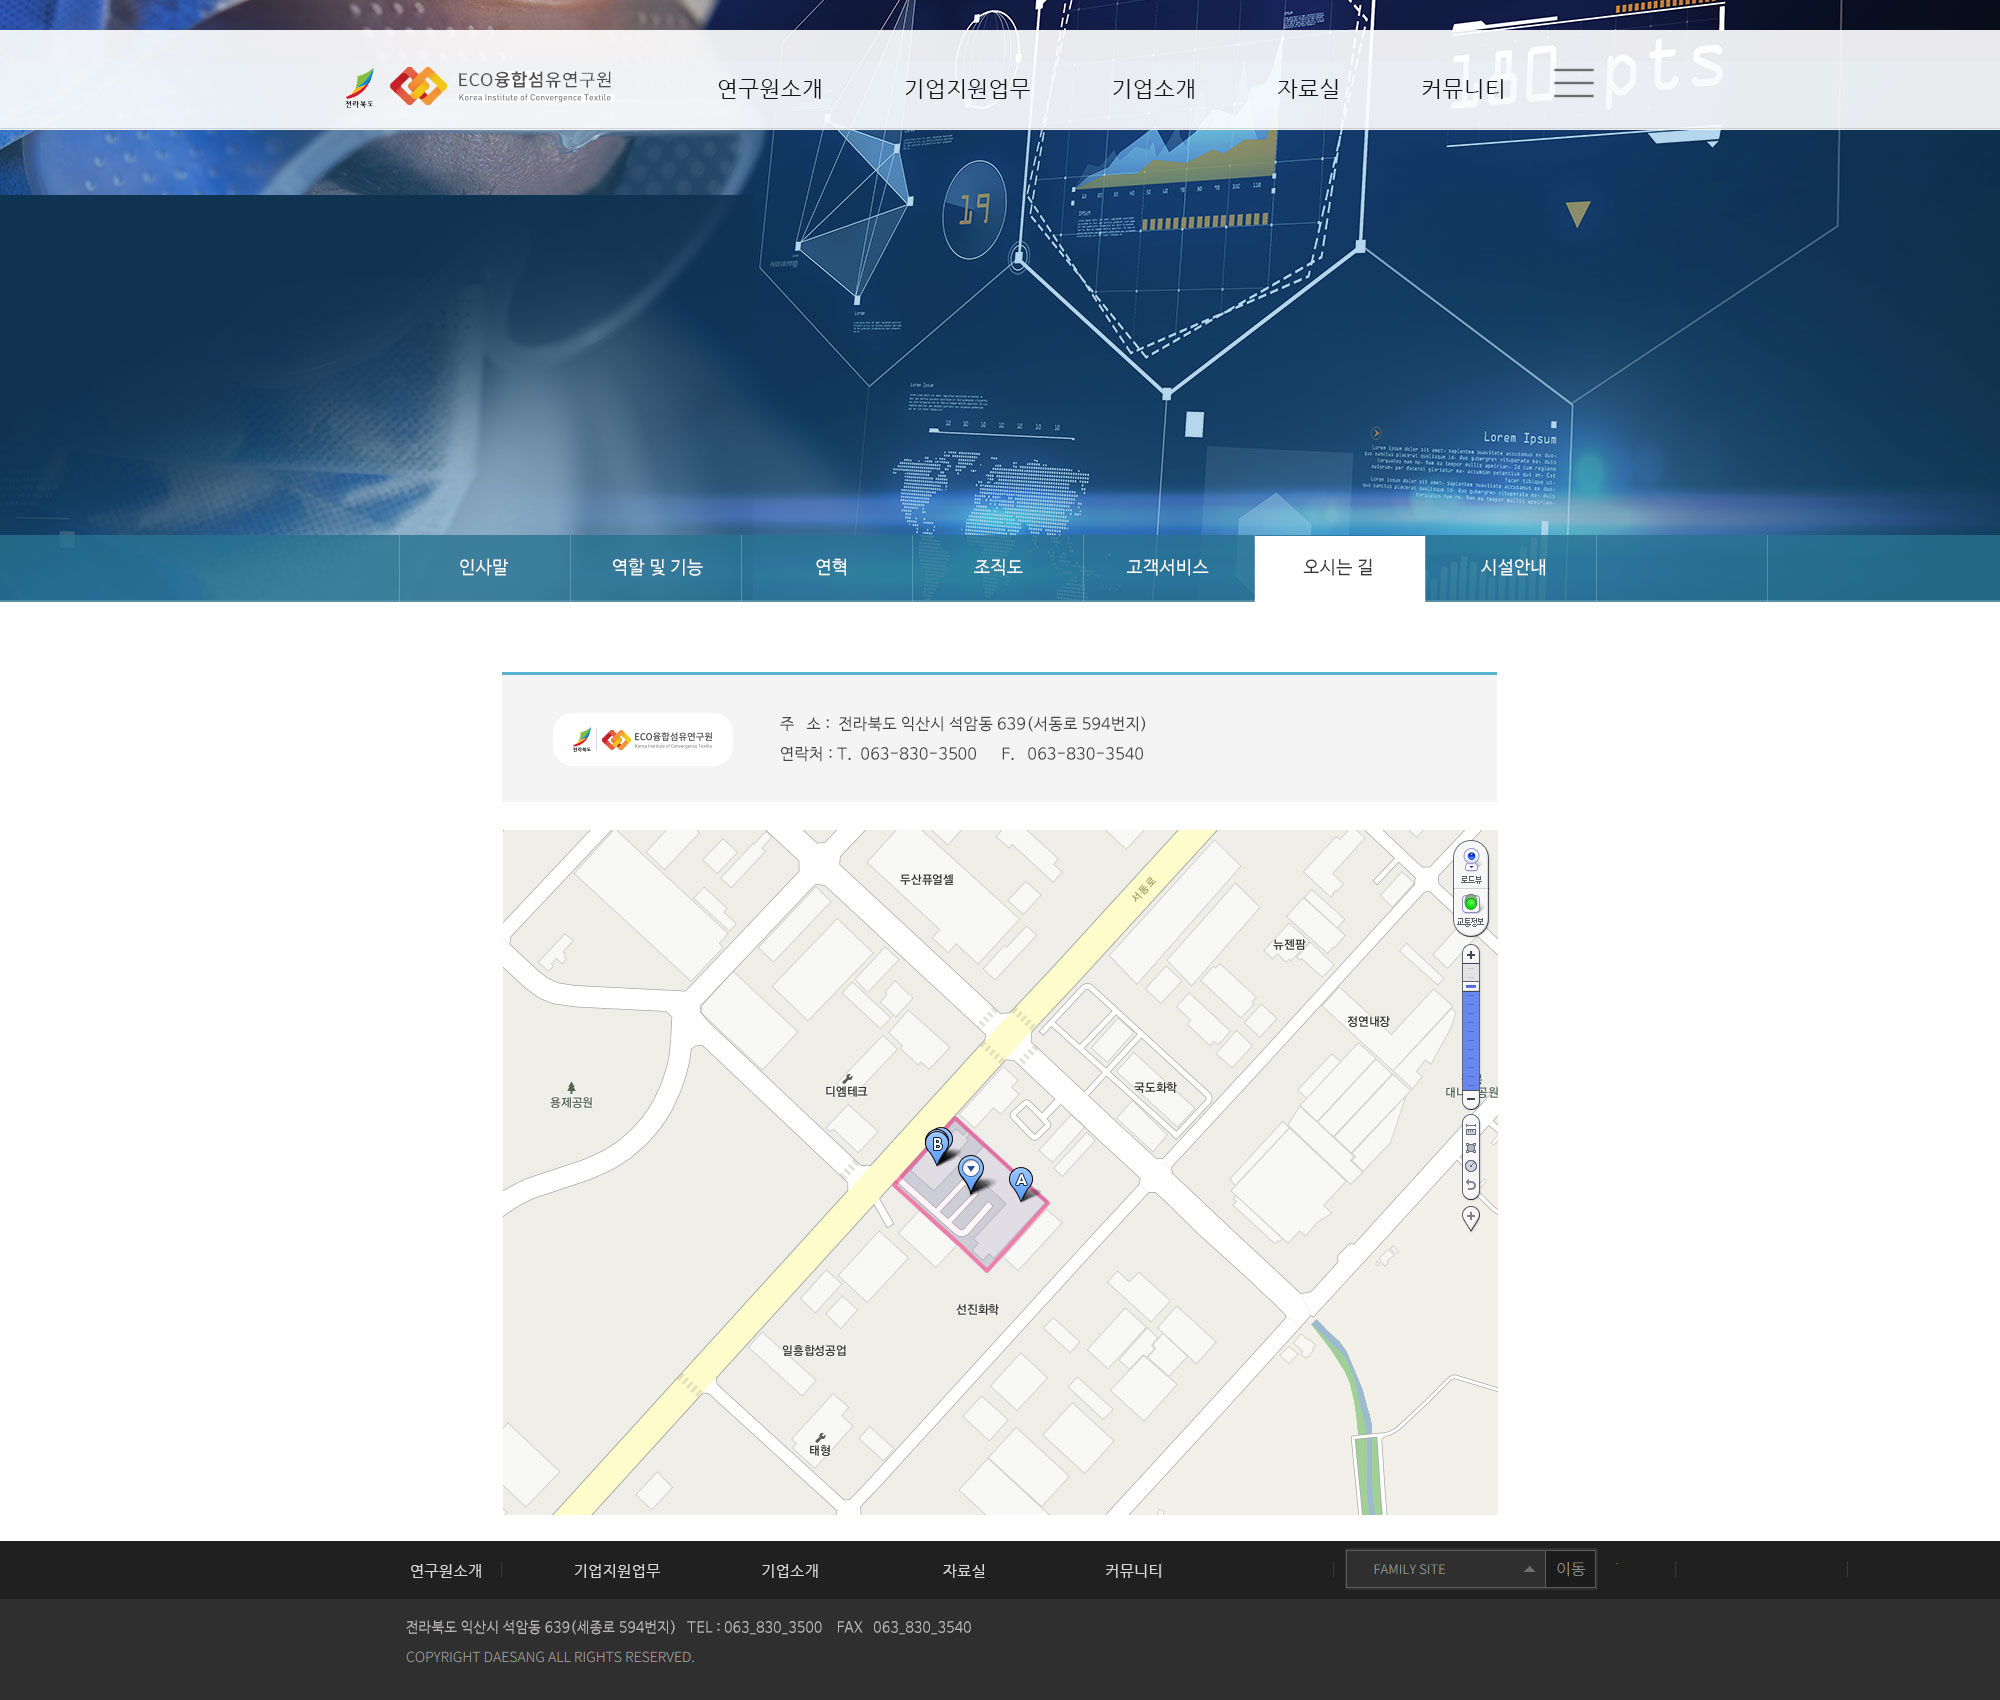 180 pts
전라북도
ECO융합섬유연구원
Korea Institute of Convergence Textile
연구원소개 기업지원업무 기업소개 자료실 커뮤니티
19
IPSUM
Lorem Ipsum
Lorem Ipsum
인사말 역할 및 기능 연혁 조직도 고객서비스 오시는 길 시설안내
전라북도
ECO융합섬유연구원
Korea Institute of Convergence Textile
주 소 : 전라북도 익산시 석암동 639(서동로 594번지)
연락처 : T. 063-830-3500 F. 063-830-3540
두산퓨얼셀
서동로
로드뷰
교통정보
뉴젠팜
정연내장
디엠테크
국도화학
용제공원
B
A
선진화학
일흥합성공업
태형
연구원소개 기업지원업무 기업소개 자료실 커뮤니티 FAMILY SITE 이동
전라북도 익산시 석암동 639(세종로 594번지) TEL : 063_830_3500 FAX 063_830_3540
COPYRIGHT DAESANG ALL RIGHTS RESERVED.